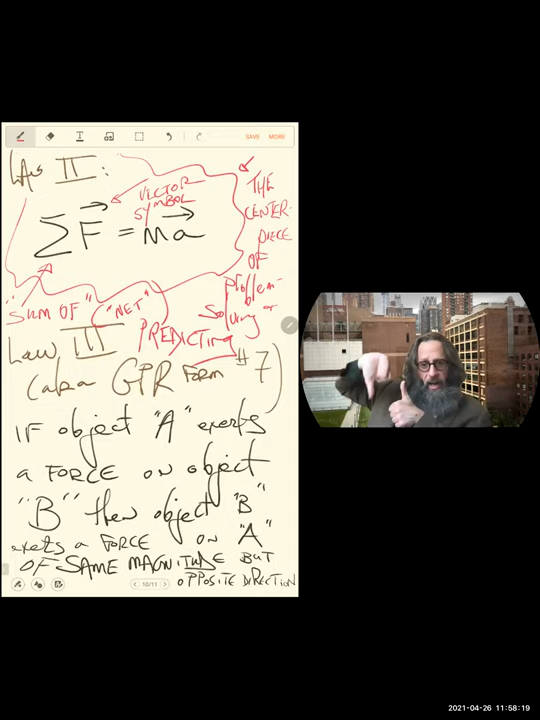 SAVE MORE
Law II:
VECTOR
SYMBOL
THE
CENTER-
PIECE
OF
Problem-
Solving or
PREDICTING
ΣF = ma
"SUM OF" ("NET")
Law III
(aka GPR FORM #7)
IF object "A" exerts
a FORCE ON object
"B" then object "B"
exerts a FORCE ON "A"
OF SAME MAGNITUDE BUT
OPPOSITE DIRECTION
10/11
2021-04-26 11:58:19